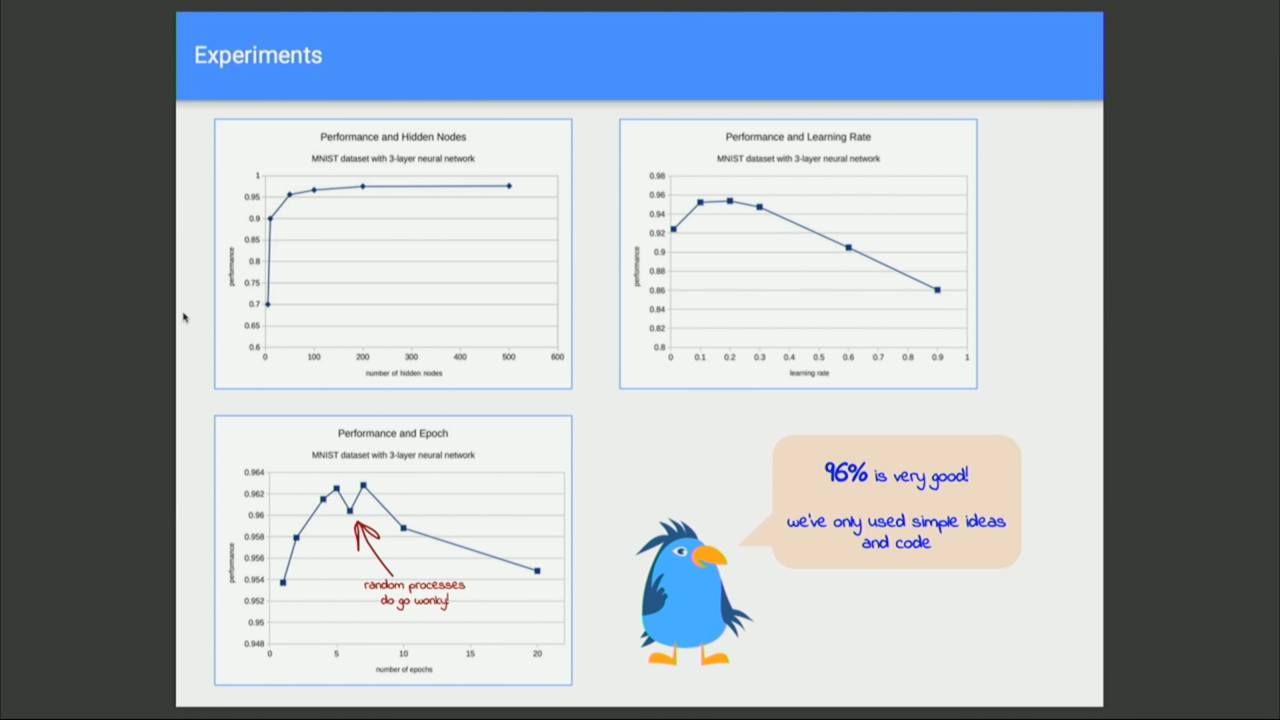 Experiments
Performance and Hidden Nodes
MNIST dataset with 3-layer neural network
1
0.95
0.9
0.85
0.8
0.75
0.7
0.65
0.6
performance
0 100 200 300 400 500 600
number of hidden nodes
Performance and Learning Rate
MNIST dataset with 3-layer neural network
0.98
0.96
0.94
0.92
0.9
0.88
0.86
0.84
0.82
0.8
performance
0 0.1 0.2 0.3 0.4 0.5 0.6 0.7 0.8 0.9 1
learning rate
Performance and Epoch
MNIST dataset with 3-layer neural network
0.964
0.962
0.96
0.958
0.956
0.954
0.952
0.95
0.948
performance
0 5 10 15 20
number of epochs
random processes
do go wonky!
96% is very good!
we've only used simple ideas
and code